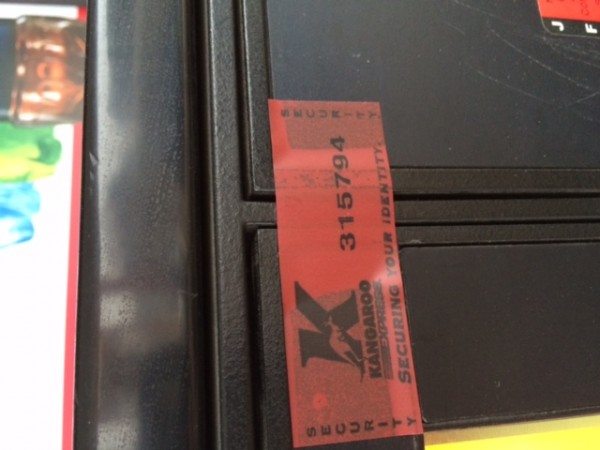 SECURITY
315794
K
KANGAROO
EXPRESS
SECURING YOUR IDENTITY.
SECURITY
J
F